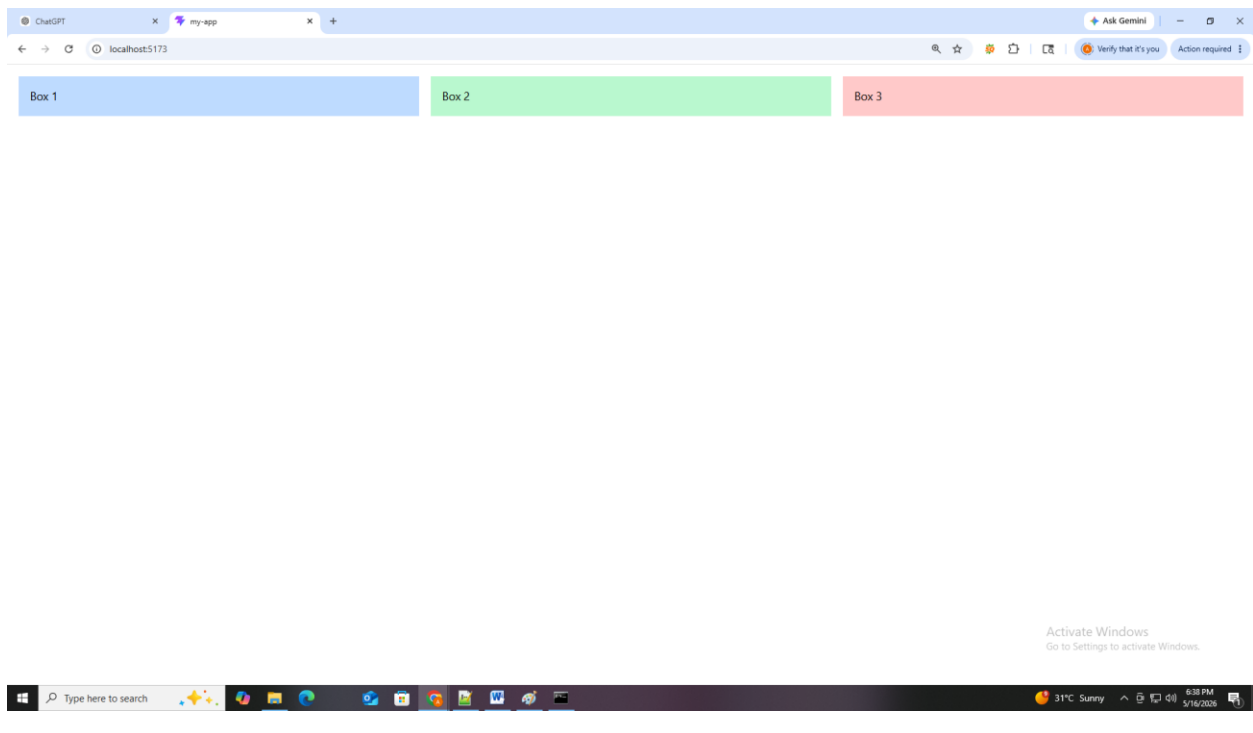 ChatGPT
my-app
Ask Gemini
localhost:5173
Verify that it's you
Action required
Box 1
Box 2
Box 3
Activate Windows
Go to Settings to activate Windows.
Type here to search
31°C Sunny
6:38 PM
5/16/2026